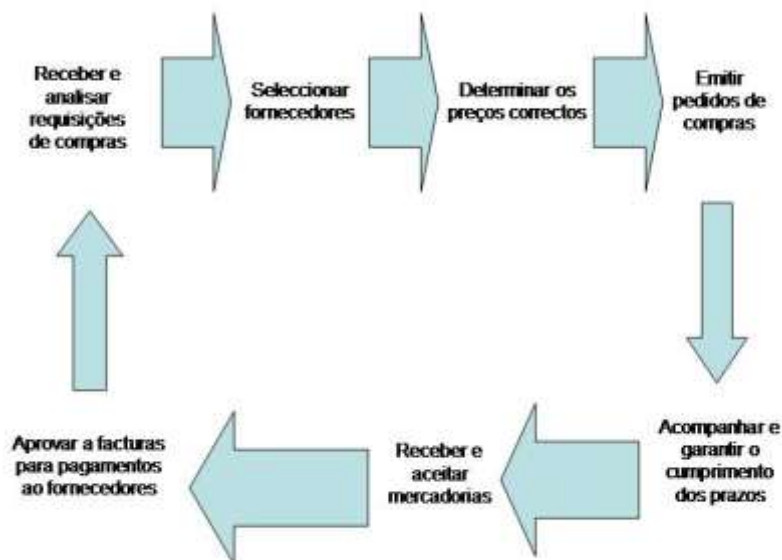 Receber e
analisar
requisições
de compras
Seleccionar
fornecedores
Determinar os
preços correctos
Emitir
pedidos de
compras
Acompanhar e
garantir o
cumprimento
dos prazos
Receber e
aceitar
mercadorias
Aprovar a facturas
para pagamentos
ao fornecedores